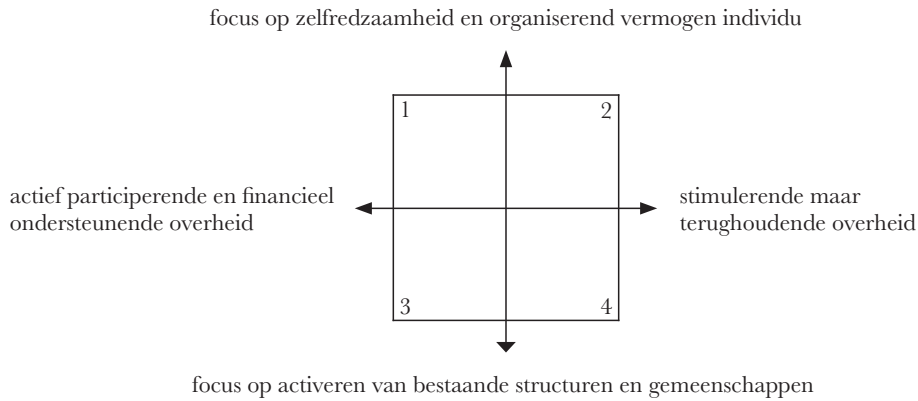 focus op zelfredzaamheid en organiserend vermogen individu
1 2
actief participerende en financieel
ondersteunende overheid
stimulerende maar
terughoudende overheid
3 4
focus op activeren van bestaande structuren en gemeenschappen